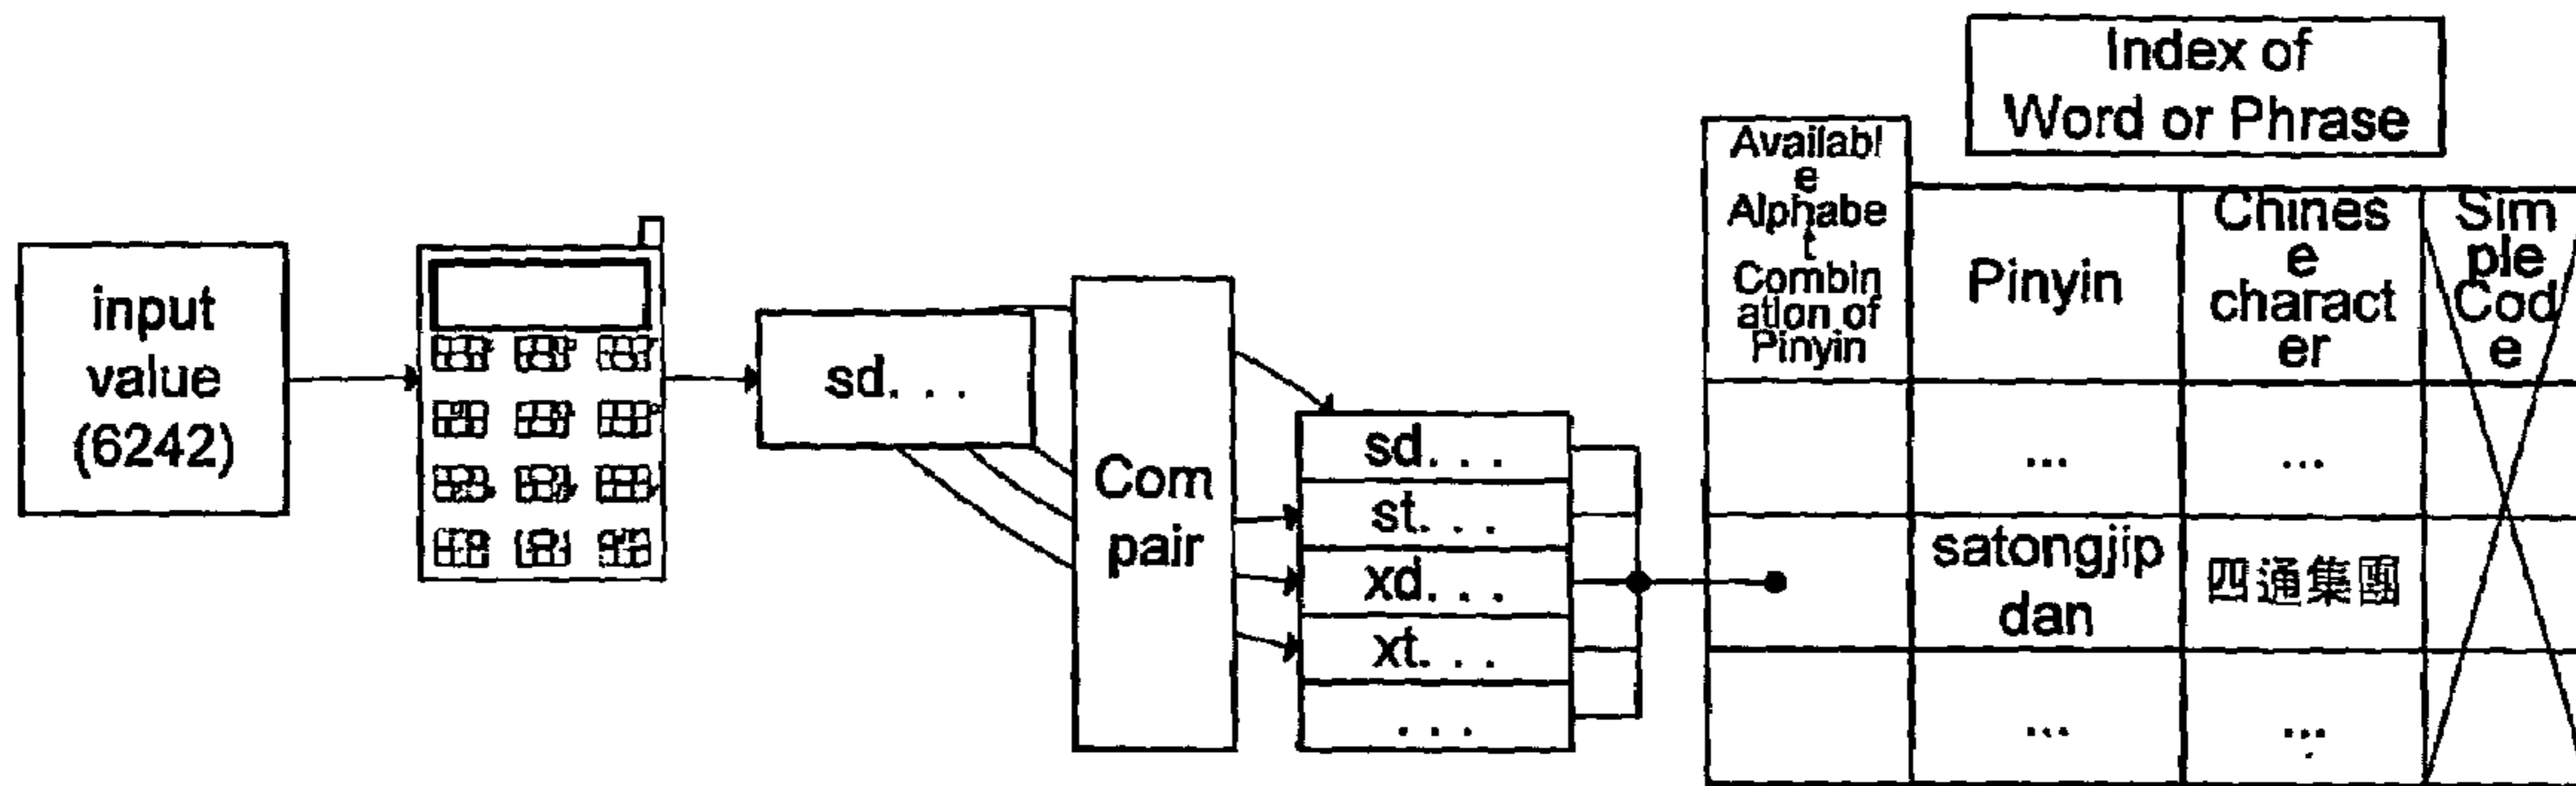 input
value
(6242)
sd. . .
Com
pair
sd. . .
st. . .
xd. . .
xt. . .
. . .
Index of
Word or Phrase
Availabl
e
Alphabe
t
Combin
ation of
Pinyin
Pinyin
Chines
e
charact
er
Sim
ple
Cod
e
...
...
satongjip
dan
四通集團
...
...